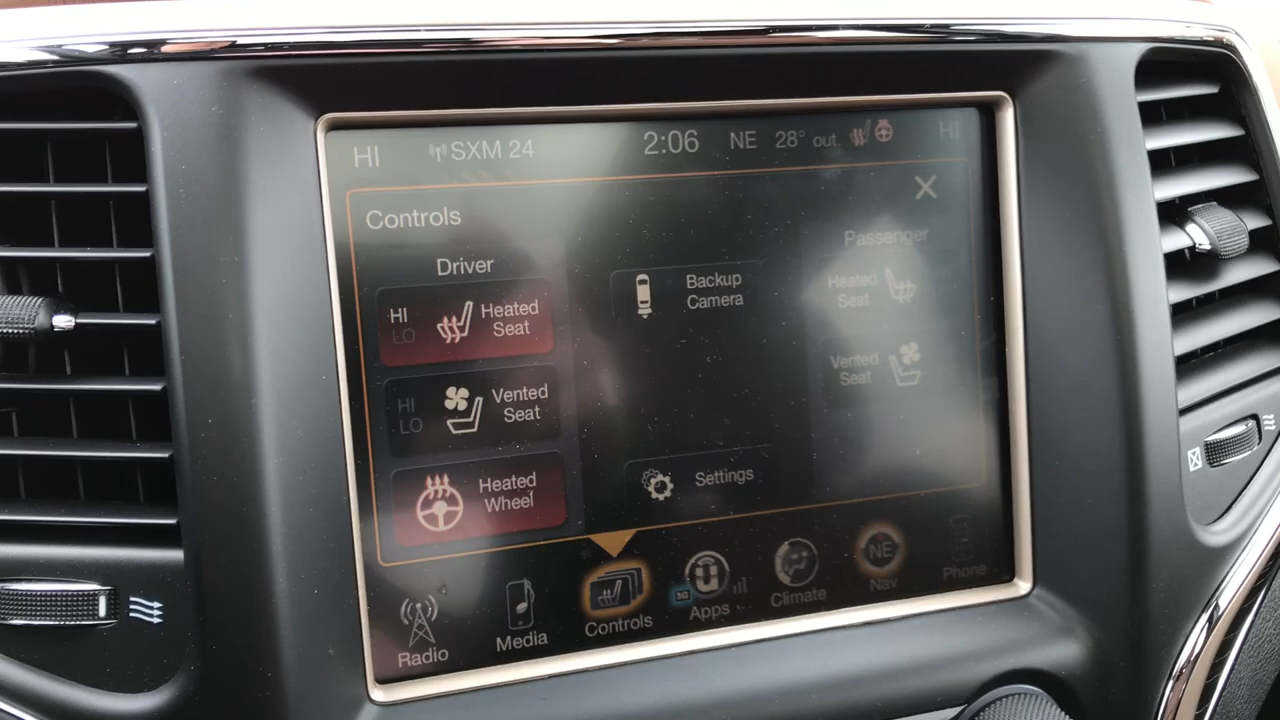 HI SXM 24 2:06 NE 28° out. HI
Controls
Driver
HI
LO
Heated
Seat
HI
LO
Vented
Seat
Heated
Wheel
Backup
Camera
Settings
Passenger
Heated
Seat
Vented
Seat
Radio
Media
Controls
3G
Apps
Climate
NE
Nav
Phone